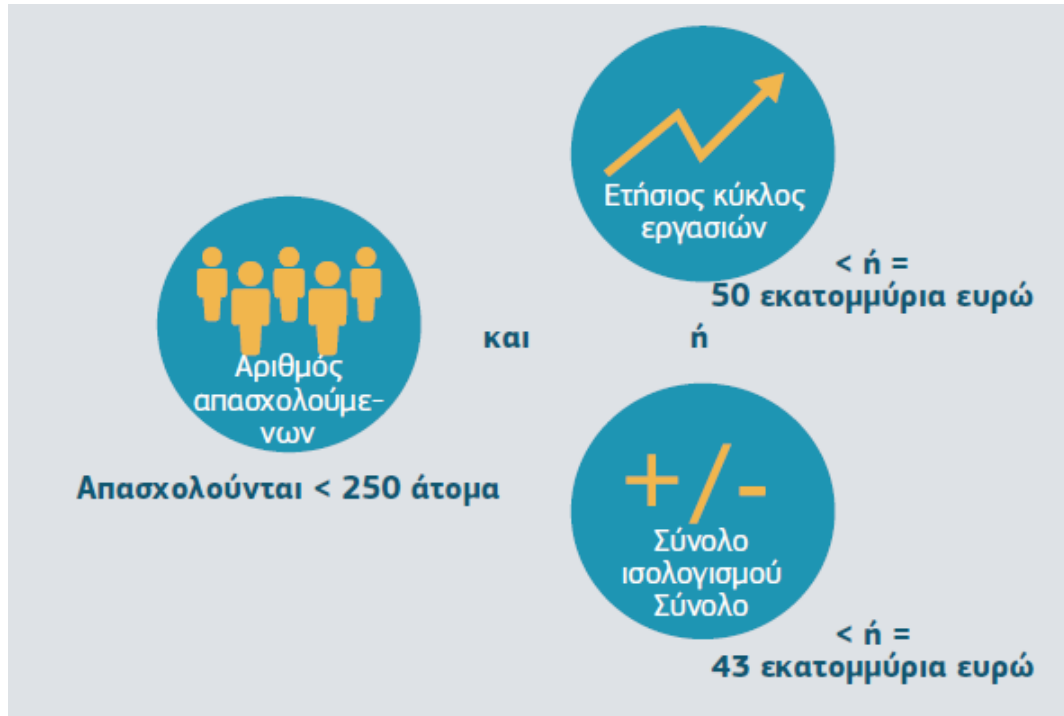 Αριθμός
απασχολούμε-
νων
Απασχολούνται < 250 άτομα
και
Ετήσιος κύκλος
εργασιών
< ή =
50 εκατομμύρια ευρώ
ή
+/-
Σύνολο
ισολογισμού
Σύνολο
< ή =
43 εκατομμύρια ευρώ